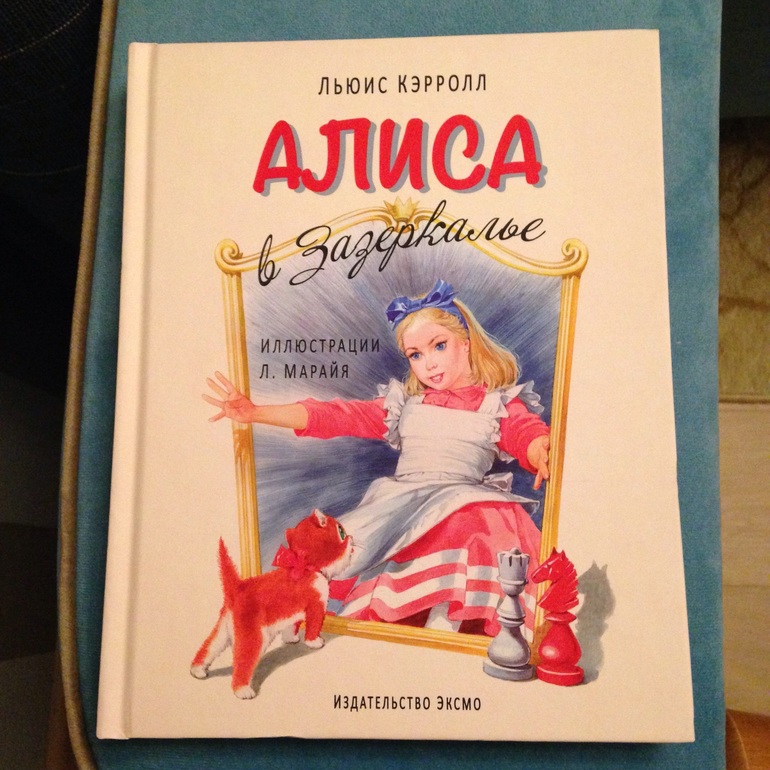 ЛЬЮИС КЭРРОЛЛ
АЛИСА
в Зазеркалье
ИЛЛЮСТРАЦИИ
Л. МАРАЙЯ
ИЗДАТЕЛЬСТВО ЭКСМО